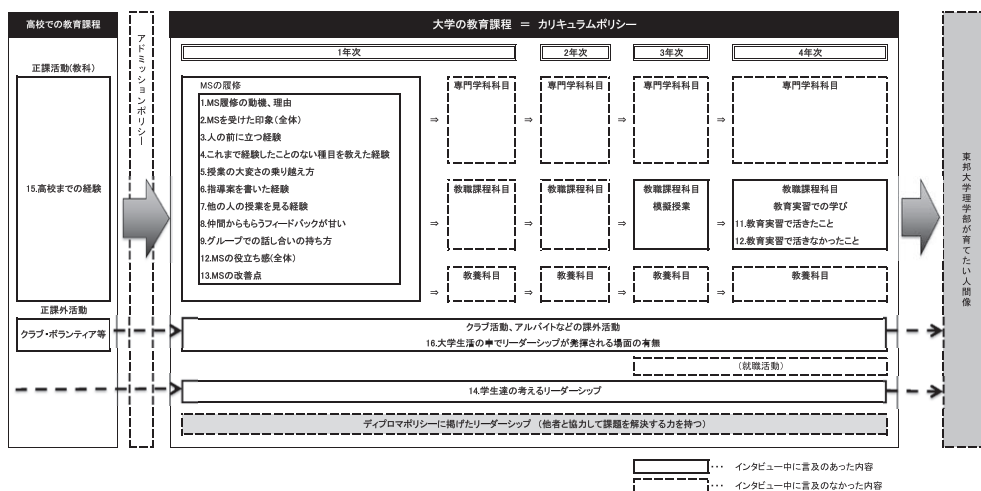 高校での教育課程
正課活動(教科)
15.高校までの経験
正課外活動
クラブ・ボランティア等
アドミッションポリシー
大学の教育課程 = カリキュラムポリシー
1年次
2年次
3年次
4年次
MSの履修
1.MS履修の動機、理由
2.MSを受けた印象(全体)
3.人の前に立つ経験
4.これまで経験したことのない種目を教えた経験
5.授業の大変さの乗り越え方
6.指導案を書いた経験
7.他の人の授業を見る経験
8.仲間からもらうフィードバックが甘い
9.グループでの話し合いの持ち方
12.MSの役立ち感(全体)
13.MSの改善点
⇒
専門学科科目
⇒
専門学科科目
⇒
専門学科科目
⇒
専門学科科目
⇒
教職課程科目
⇒
教職課程科目
⇒
教職課程科目
模擬授業
⇒
教職課程科目
教育実習での学び
11.教育実習で活きたこと
12.教育実習で活きなかったこと
⇒
教養科目
⇒
教養科目
⇒
教養科目
⇒
教養科目
クラブ活動、アルバイトなどの課外活動
16.大学生活の中でリーダーシップが発揮される場面の有無
(就職活動)
14.学生達の考えるリーダーシップ
ディプロマポリシーに掲げたリーダーシップ (他者と協力して課題を解決する力を持つ)
東邦大学理学部が育てたい人間像
・・・ インタビュー中に言及のあった内容
・・・ インタビュー中に言及のなかった内容